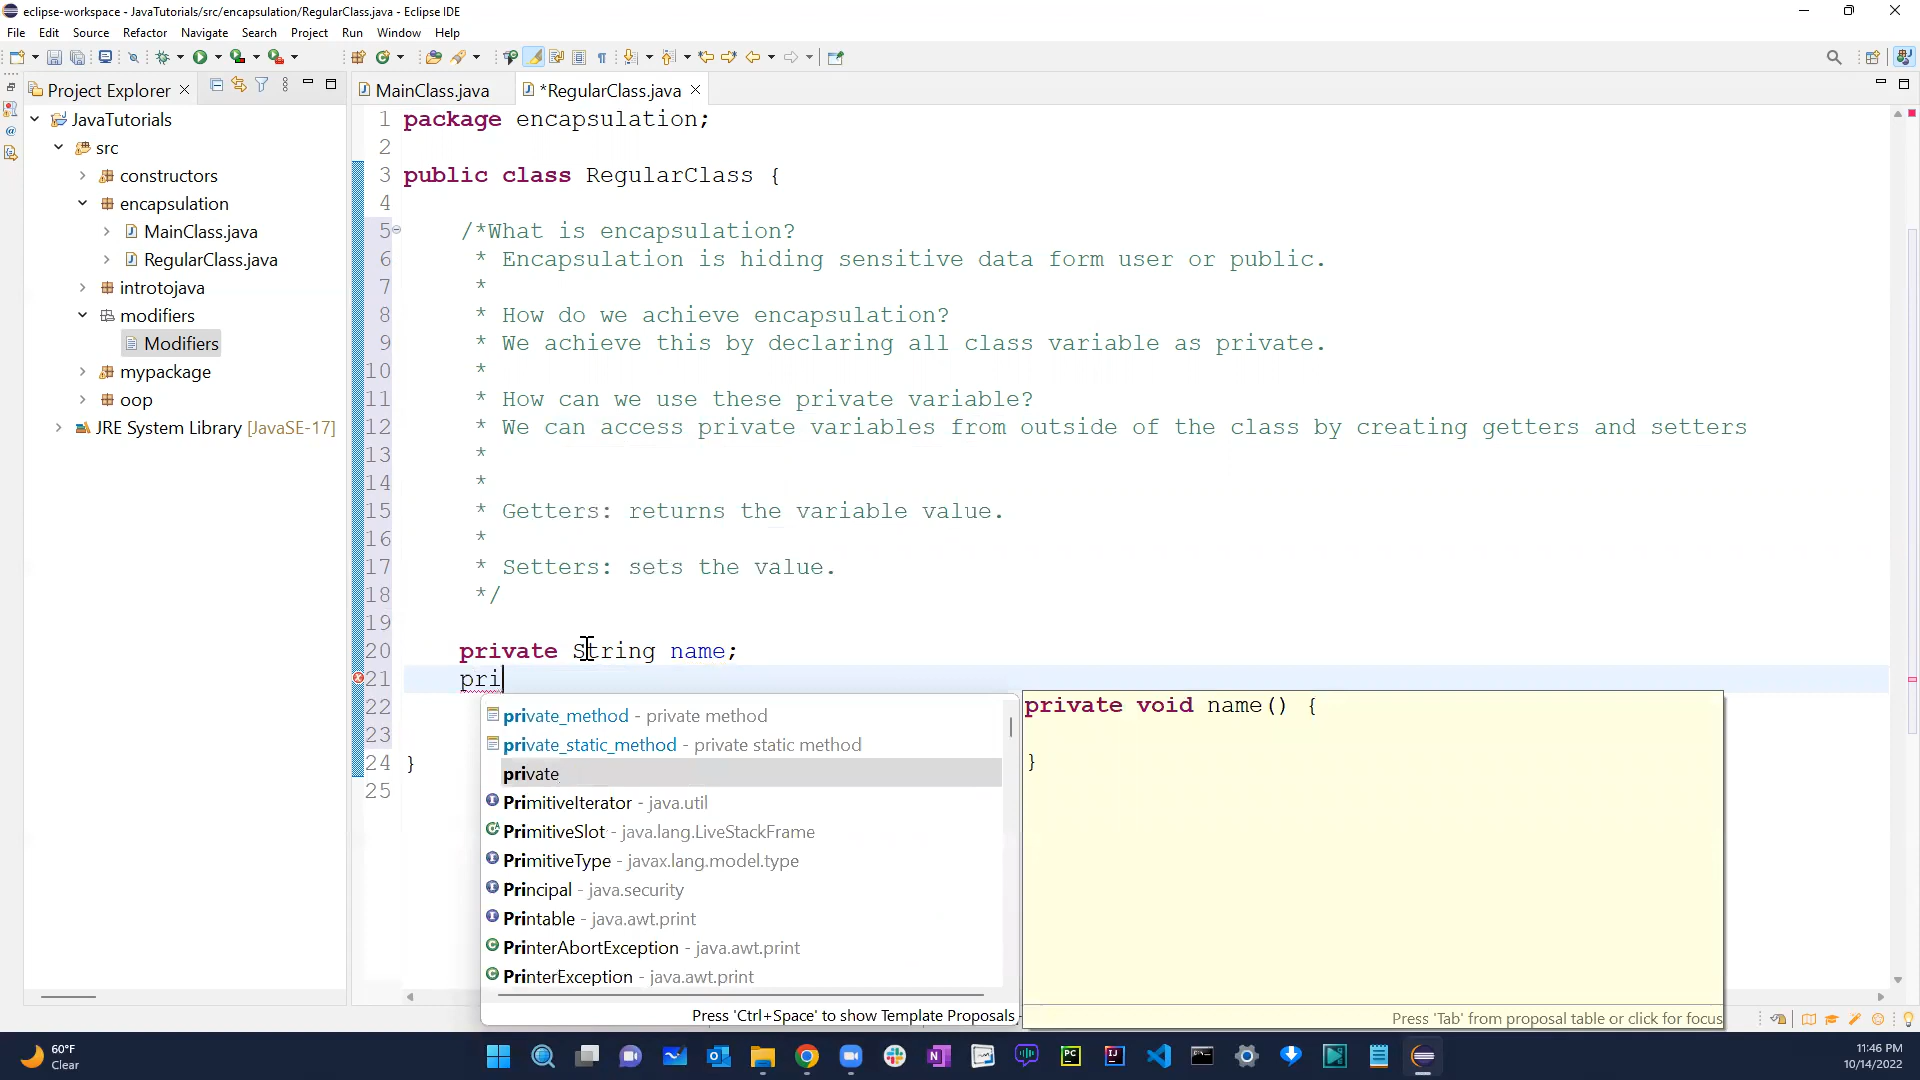 eclipse-workspace - JavaTutorials/src/encapsulation/RegularClass.java - Eclipse IDE
File Edit Source Refactor Navigate Search Project Run Window Help
Project Explorer
JavaTutorials
src
constructors
encapsulation
MainClass.java
RegularClass.java
introtojava
modifiers
Modifiers
mypackage
oop
JRE System Library [JavaSE-17]
MainClass.java *RegularClass.java
1 package encapsulation;
2
3 public class RegularClass {
4
5 /*What is encapsulation?
6 * Encapsulation is hiding sensitive data form user or public.
7 *
8 * How do we achieve encapsulation?
9 * We achieve this by declaring all class variable as private.
10 *
11 * How can we use these private variable?
12 * We can access private variables from outside of the class by creating getters and setters
13 *
14 *
15 * Getters: returns the variable value.
16 *
17 * Setters: sets the value.
18 */
19
20 private String name;
21 pri
22
23
24 }
25
private_method - private method
private_static_method - private static method
private
PrimitiveIterator - java.util
PrimitiveSlot - java.lang.LiveStackFrame
PrimitiveType - javax.lang.model.type
Principal - java.security
Printable - java.awt.print
PrinterAbortException - java.awt.print
PrinterException - java.awt.print
Press 'Ctrl+Space' to show Template Proposals
private void name() {
}
Press 'Tab' from proposal table or click for focus
60°F
Clear
PC
IJ
11:46 PM
10/14/2022